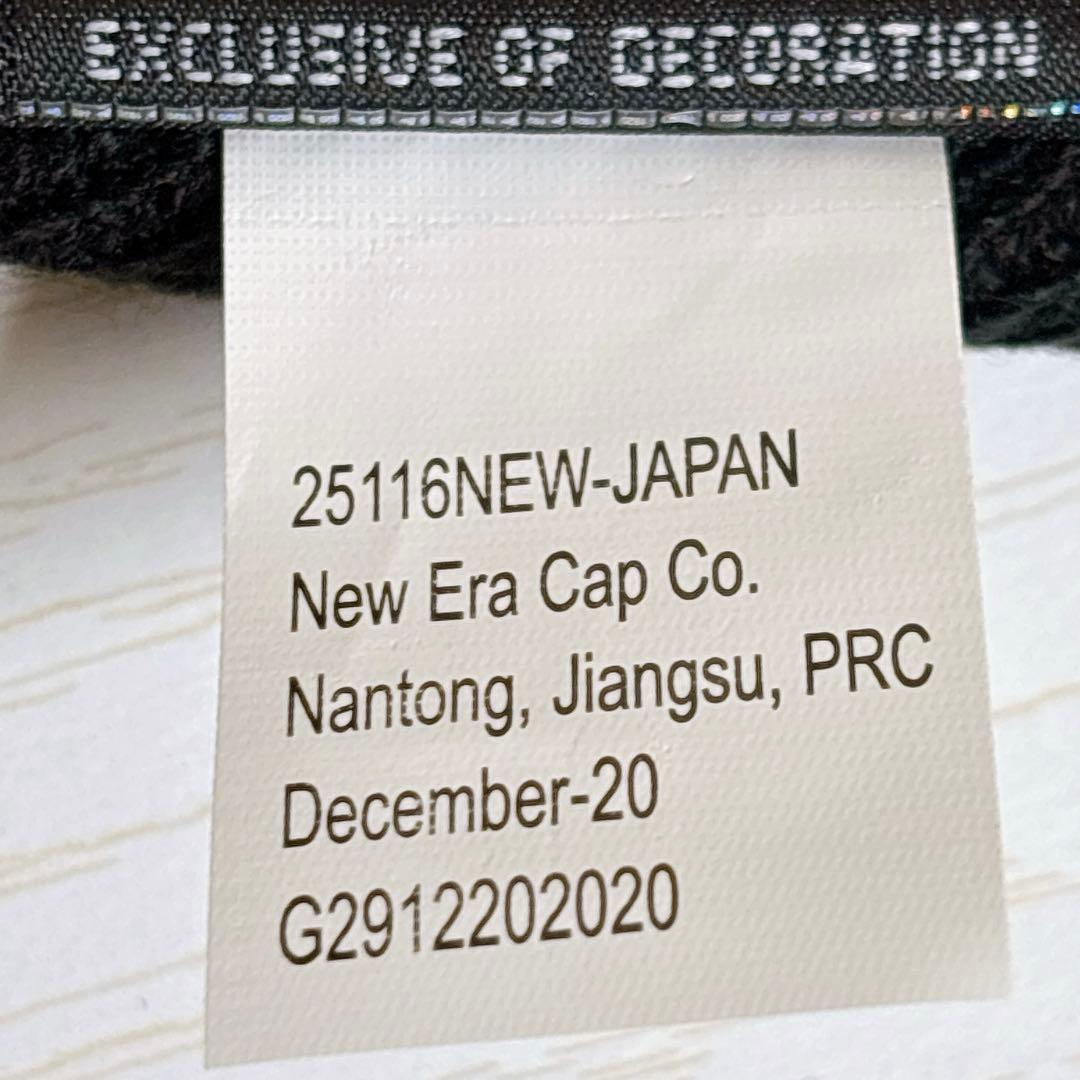 EXCLUSIVE OF DECORATION
25116NEW-JAPAN
New Era Cap Co.
Nantong, Jiangsu, PRC
December-20
G2912202020